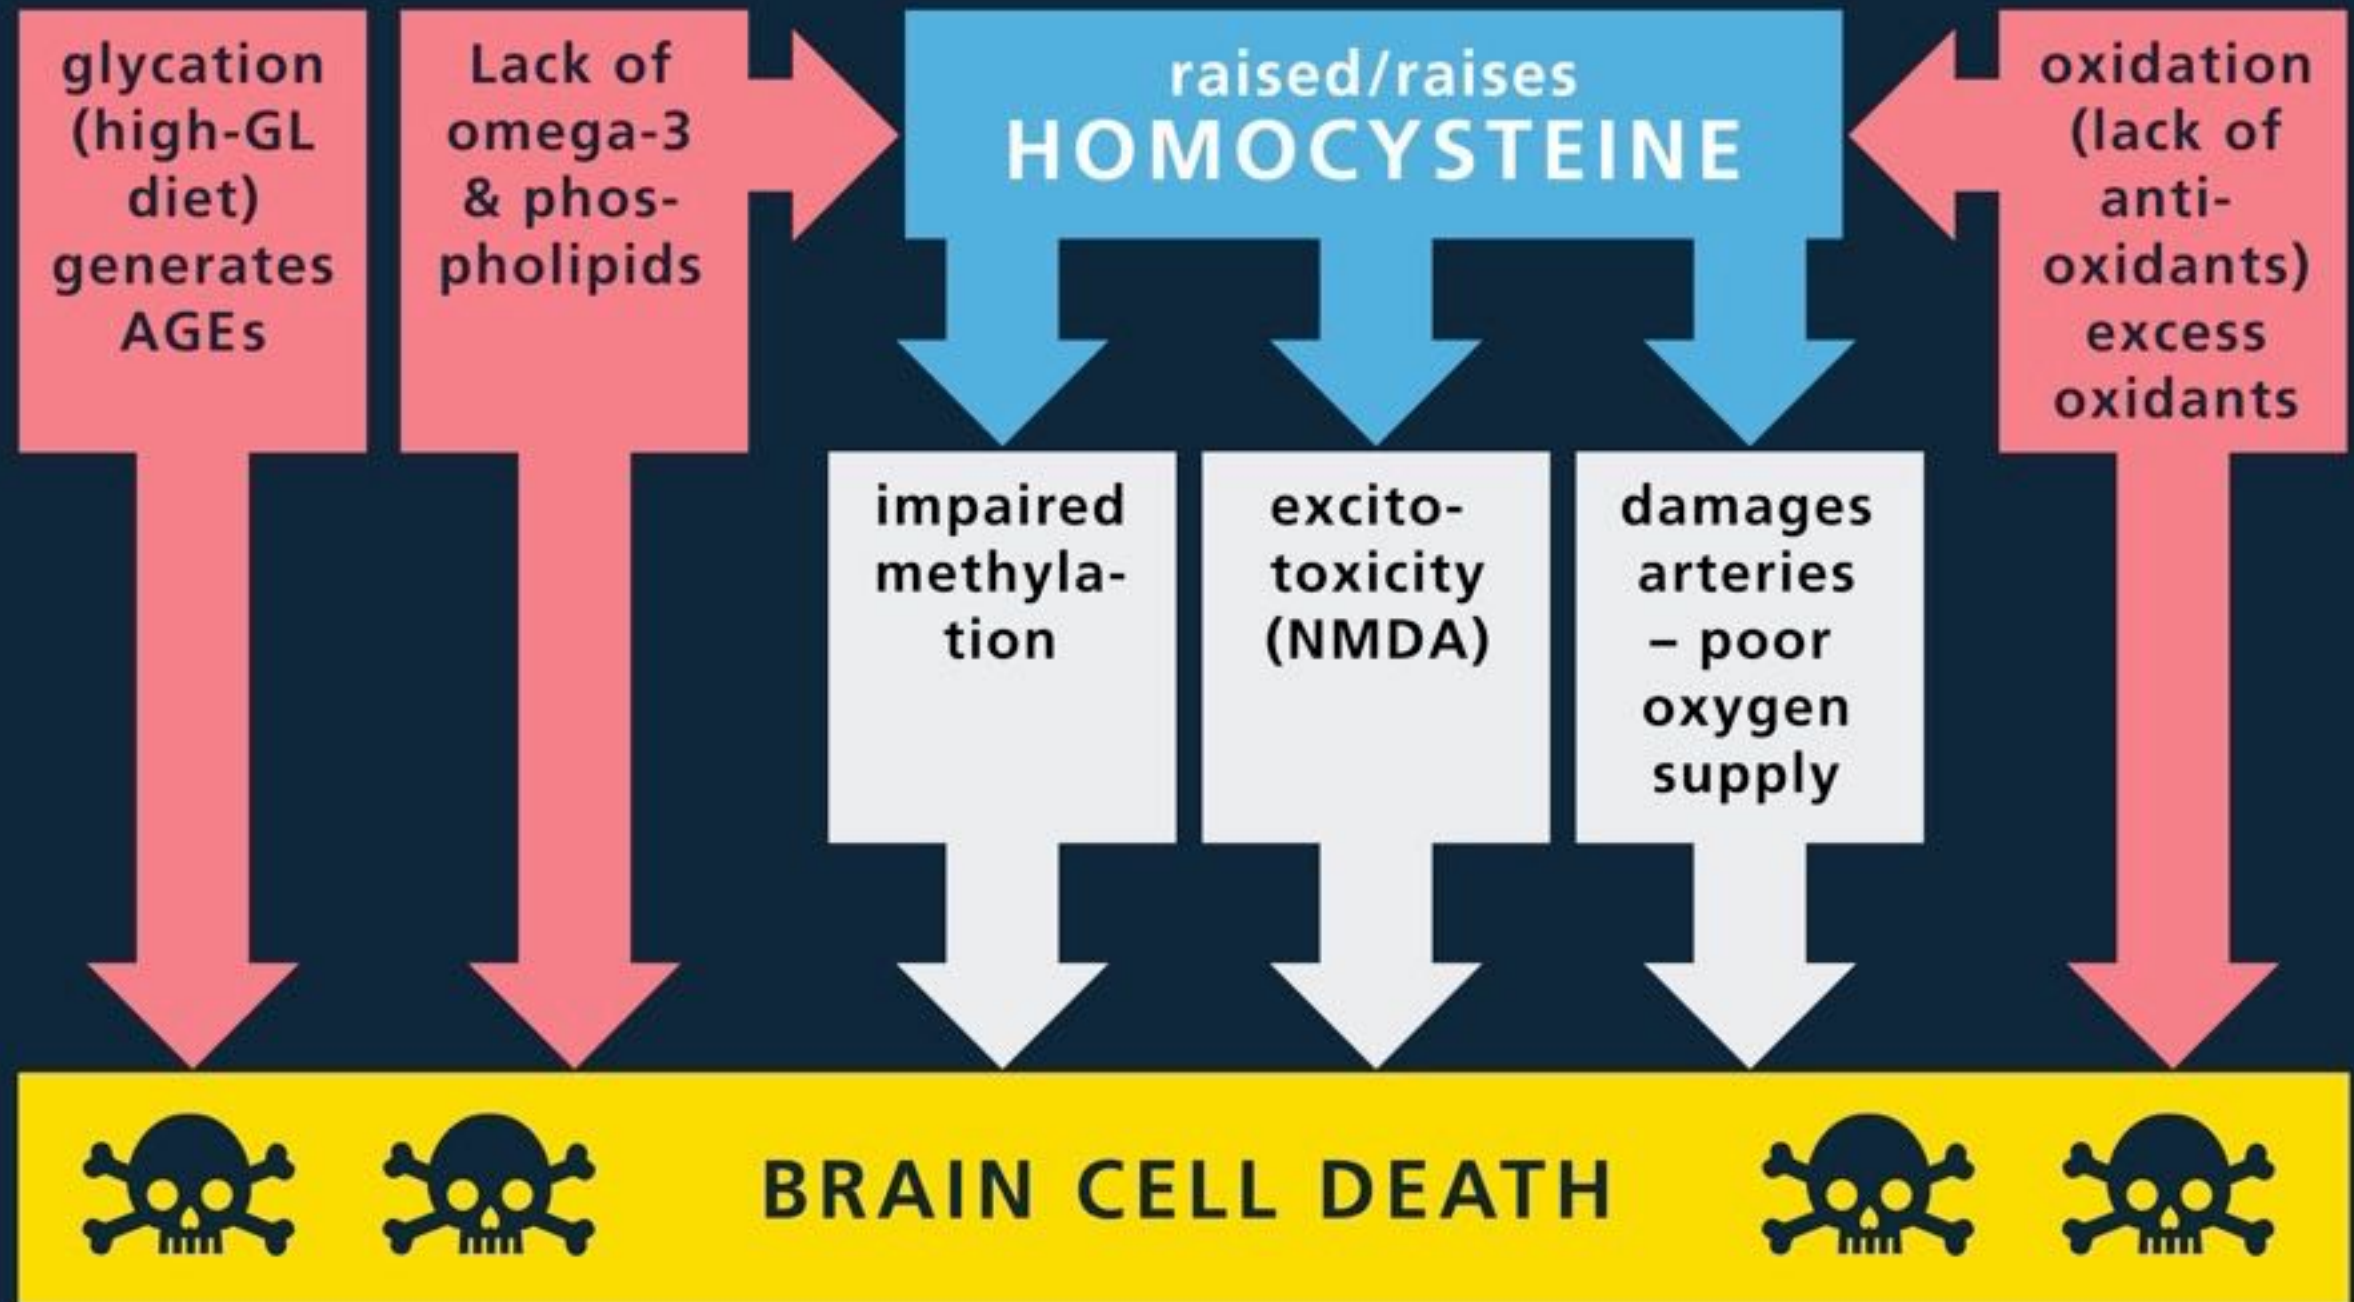 glycation
(high-GL
diet)
generates
AGEs
Lack of
omega-3
& phos-
pholipids
raised/raises
HOMOCYSTEINE
oxidation
(lack of
anti-
oxidants)
excess
oxidants
impaired
methyla-
tion
excito-
toxicity
(NMDA)
damages
arteries
– poor
oxygen
supply
BRAIN CELL DEATH